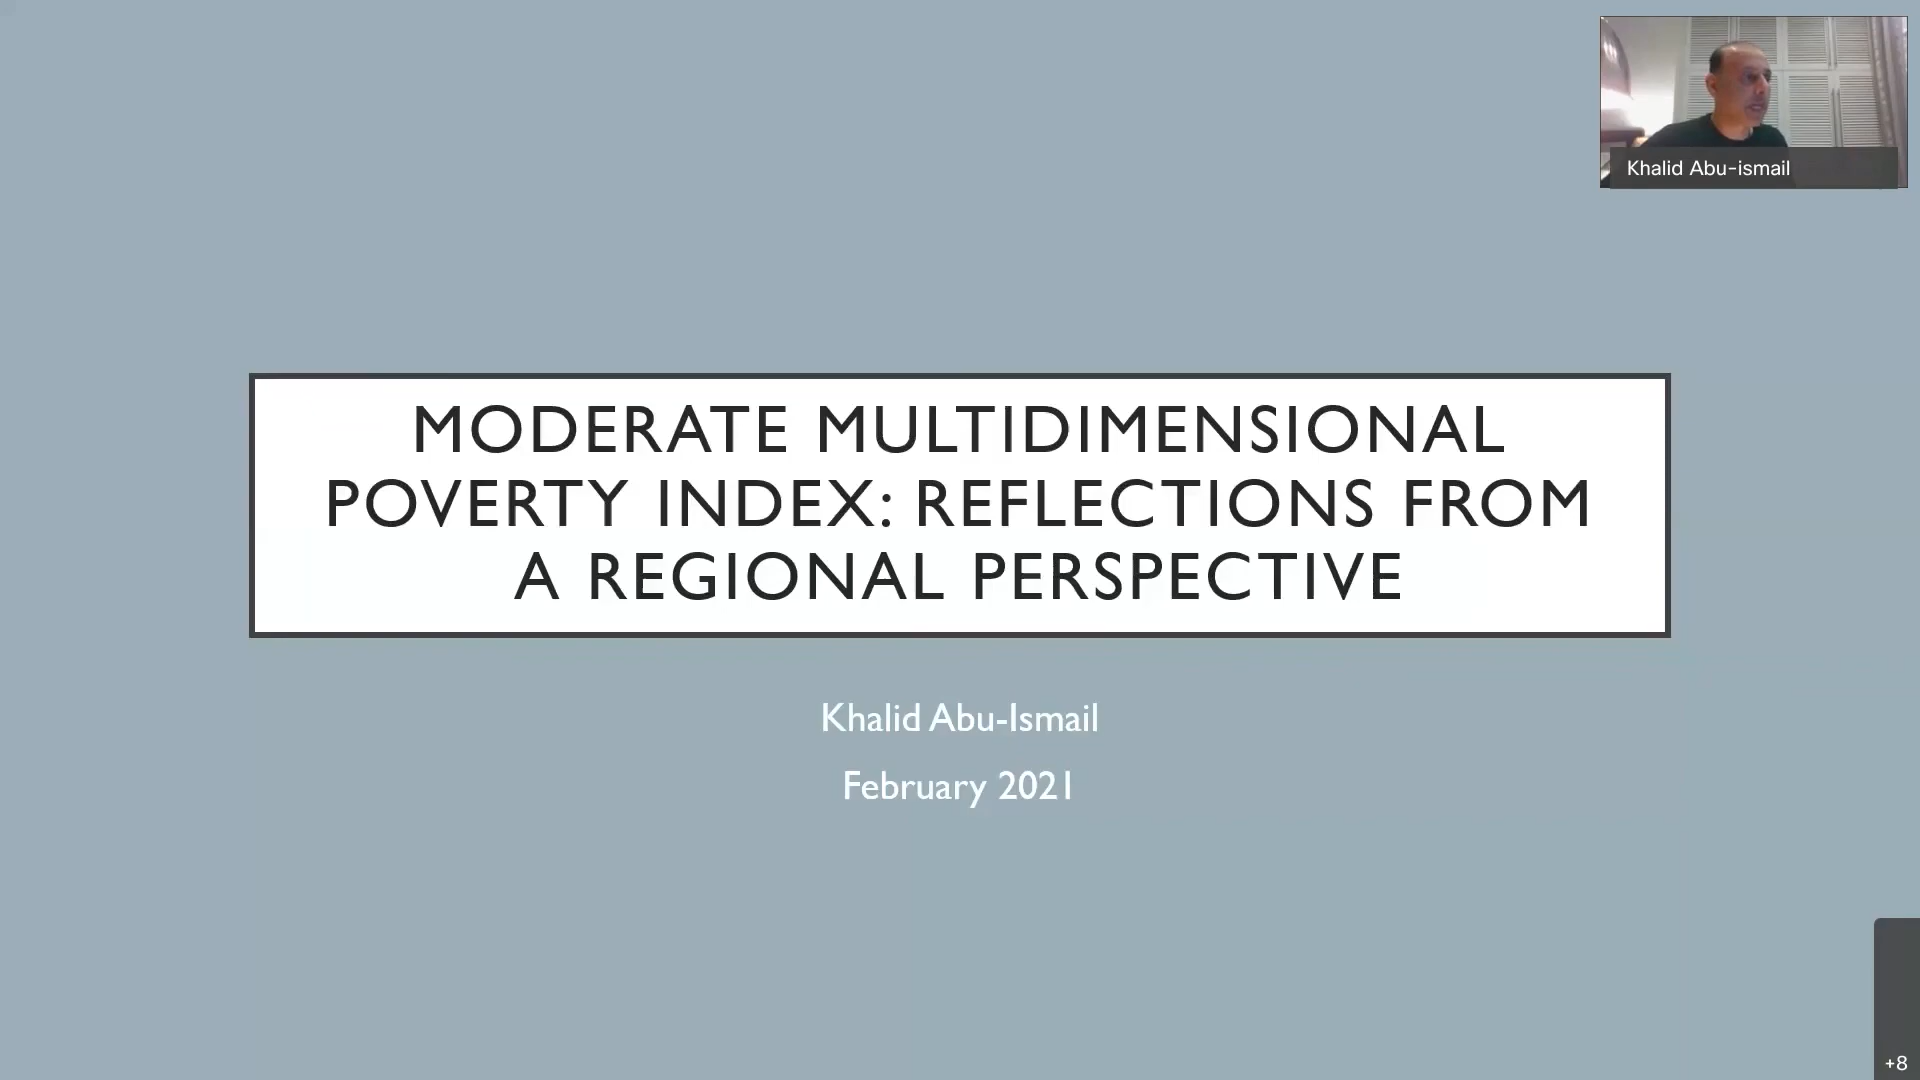 Khalid Abu-ismail
MODERATE MULTIDIMENSIONAL
POVERTY INDEX: REFLECTIONS FROM
A REGIONAL PERSPECTIVE
Khalid Abu-Ismail
February 2021
+8